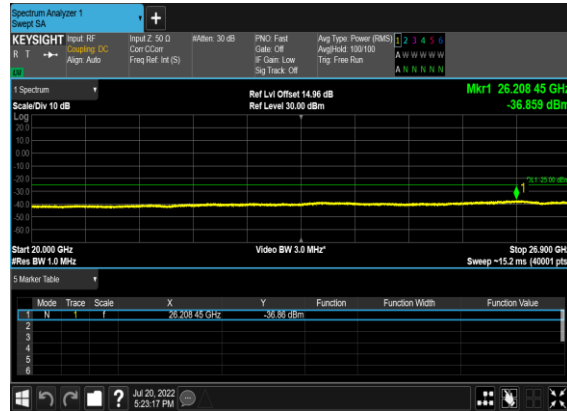 Spectrum Analyzer 1
Swept SA
KEYSIGHT Input: RF Input Z: 50 Ω #Atten: 30 dB PNO: Fast Avg Type: Power (RMS) 1 2 3 4 5 6
R T Coupling: DC Corr CCorr Gate: Off Avg|Hold: 100/100 A W W W W W
Align: Auto Freq Ref: Int (S) IF Gain: Low Trig: Free Run
Sig Track: Off A N N N N N
1 Spectrum Ref Lvl Offset 14.96 dB Mkr1 26.208 45 GHz
Scale/Div 10 dB Ref Level 30.00 dBm -36.859 dBm
Log
20.0
10.0
0.00
-10.0
-20.0
DL1 -25.00 dBm
-30.0
1
-40.0
-50.0
-60.0
Start 20.000 GHz Video BW 3.0 MHz* Stop 26.900 GHz
#Res BW 1.0 MHz Sweep ~15.2 ms (40001 pts)
5 Marker Table
Mode Trace Scale X Y Function Function Width Function Value
1 N 1 f 26.208 45 GHz -36.86 dBm
2
3
4
5
6
? Jul 20, 2022
5:23:17 PM